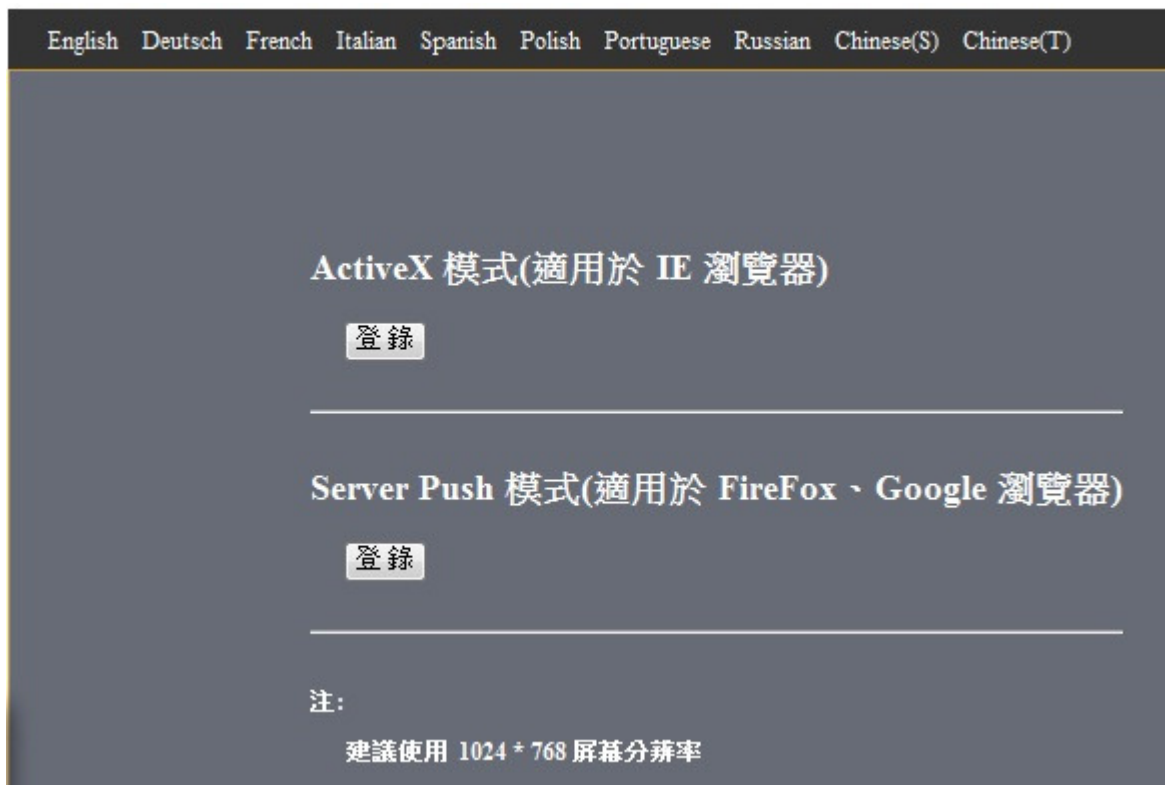 English Deutsch French Italian Spanish Polish Portuguese Russian Chinese(S) Chinese(T)
ActiveX 模式(適用於 IE 瀏覽器)
登錄
Server Push 模式(適用於 FireFox、Google 瀏覽器)
登錄
注:
建議使用 1024 * 768 屏幕分辨率